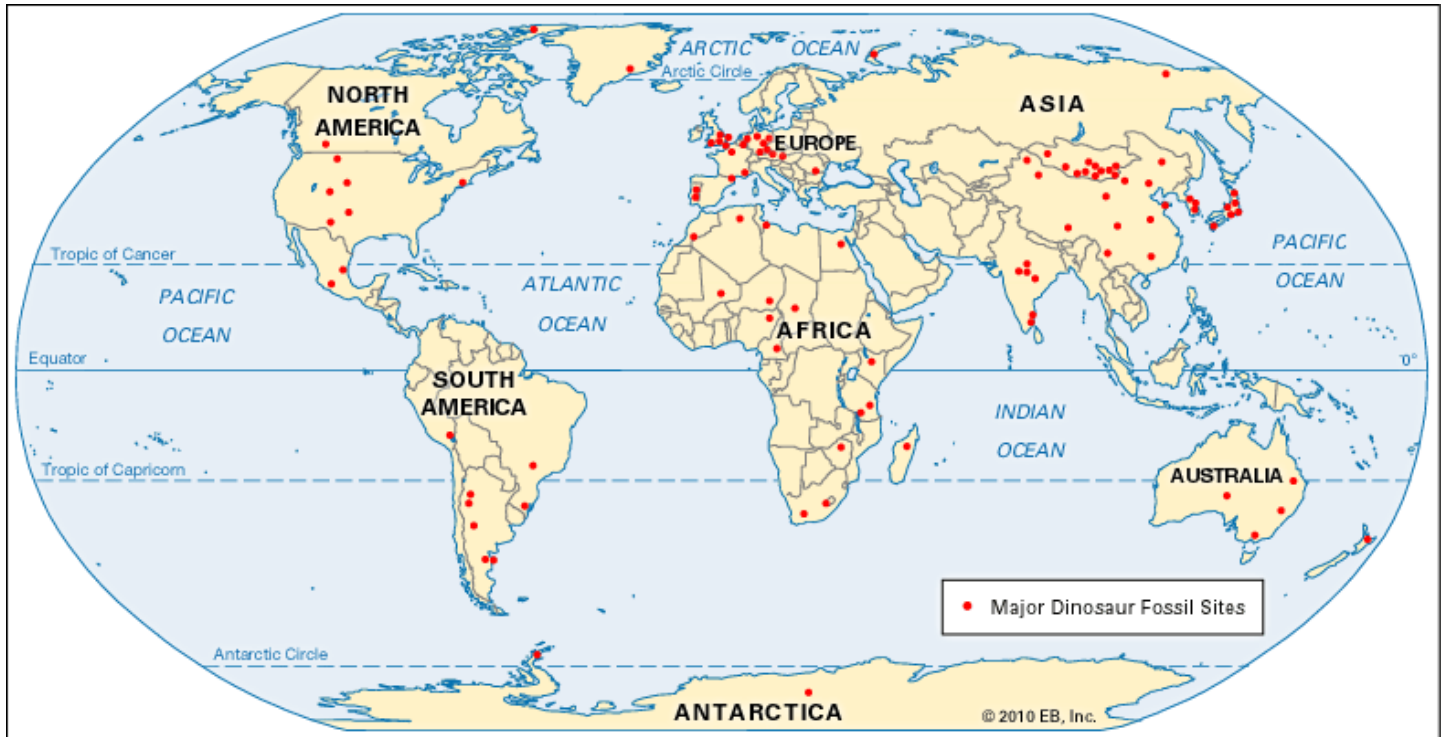 ARCTIC OCEAN
Arctic Circle
NORTH
AMERICA
ASIA
EUROPE
Tropic of Cancer
PACIFIC
OCEAN
ATLANTIC
OCEAN
PACIFIC
OCEAN
AFRICA
Equator
0°
SOUTH
AMERICA
INDIAN
OCEAN
Tropic of Capricorn
AUSTRALIA
Major Dinosaur Fossil Sites
Antarctic Circle
ANTARCTICA
© 2010 EB, Inc.